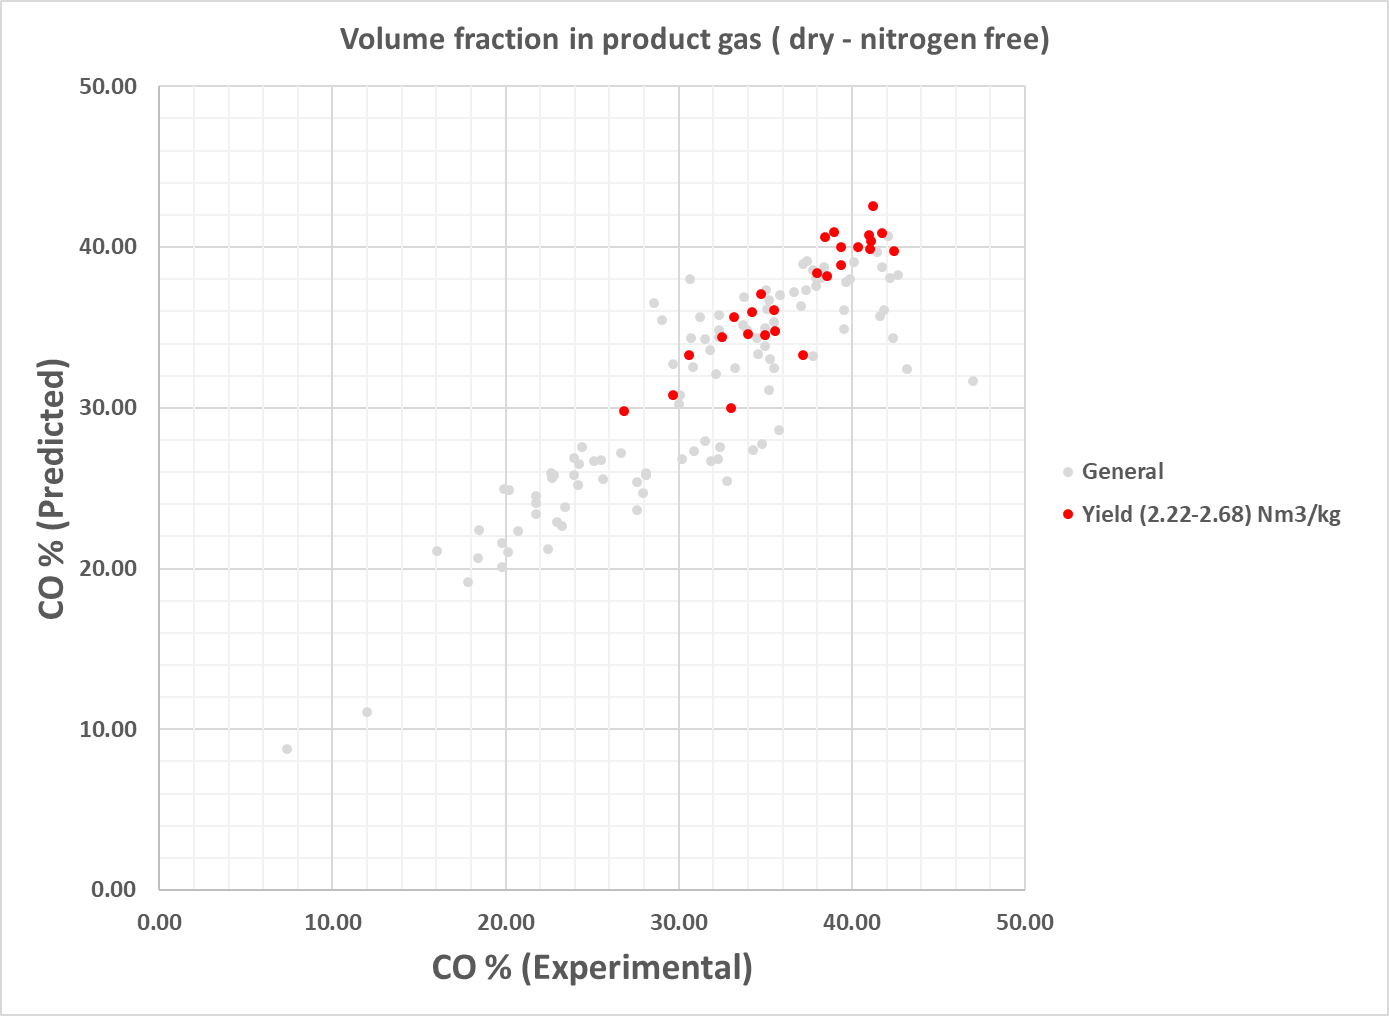 Volume fraction in product gas ( dry - nitrogen free)
50.00
40.00
30.00
20.00
10.00
0.00
CO % (Predicted)
0.00 10.00 20.00 30.00 40.00 50.00
CO % (Experimental)
General
Yield (2.22-2.68) Nm3/kg